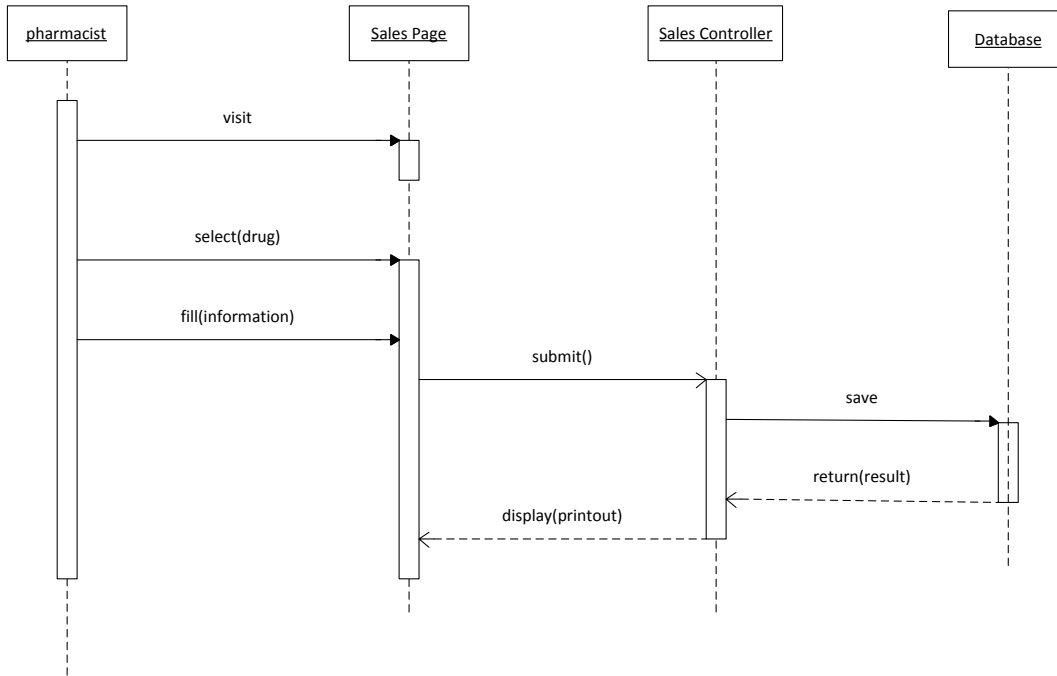 pharmacist
Sales Page
Sales Controller
Database
visit
select(drug)
fill(information)
submit()
save
return(result)
display(printout)